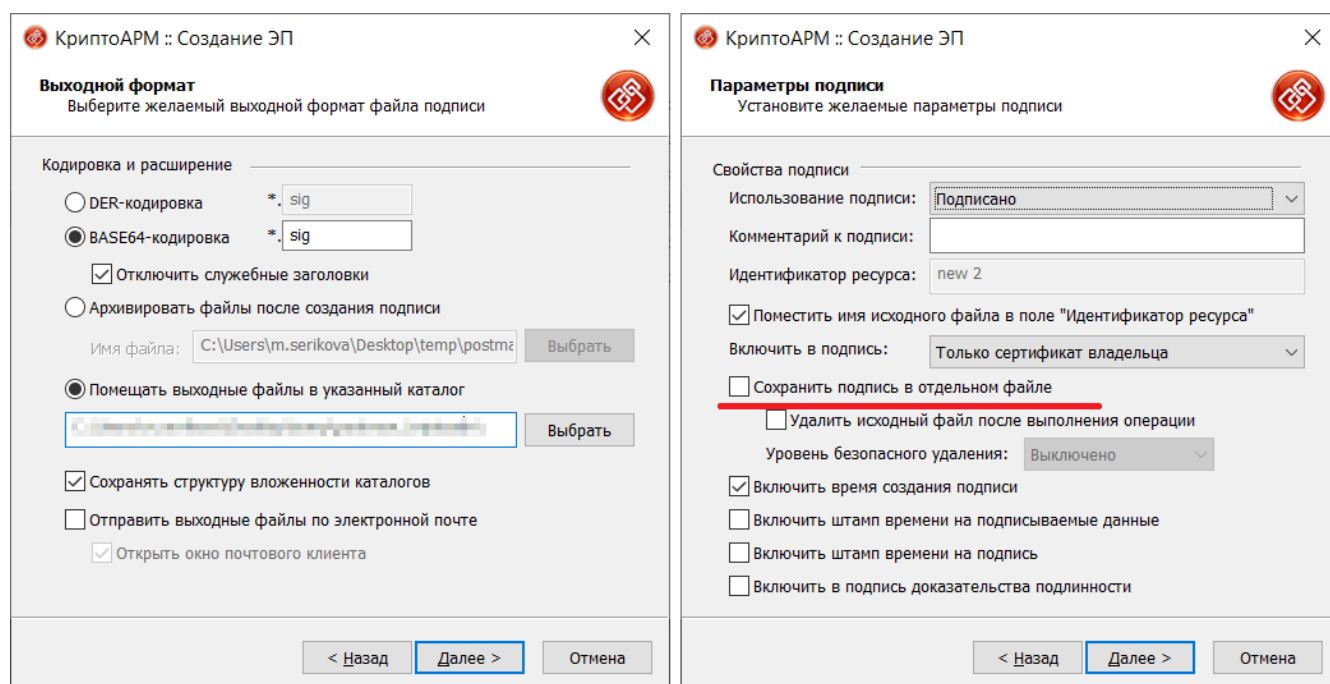 КриптоАРМ :: Создание ЭП
Выходной формат
Выберите желаемый выходной формат файла подписи
Кодировка и расширение
DER-кодировка *. sig
BASE64-кодировка *. sig
Отключить служебные заголовки
Архивировать файлы после создания подписи
Имя файла: C:\Users\m.serikova\Desktop\temp\postma Выбрать
Помещать выходные файлы в указанный каталог
Выбрать
Сохранять структуру вложенности каталогов
Отправить выходные файлы по электронной почте
Открыть окно почтового клиента
< Назад Далее > Отмена
КриптоАРМ :: Создание ЭП
Параметры подписи
Установите желаемые параметры подписи
Свойства подписи
Использование подписи: Подписано
Комментарий к подписи:
Идентификатор ресурса: new 2
Поместить имя исходного файла в поле "Идентификатор ресурса"
Включить в подпись: Только сертификат владельца
Сохранить подпись в отдельном файле
Удалить исходный файл после выполнения операции
Уровень безопасного удаления: Выключено
Включить время создания подписи
Включить штамп времени на подписываемые данные
Включить штамп времени на подпись
Включить в подпись доказательства подлинности
< Назад Далее > Отмена